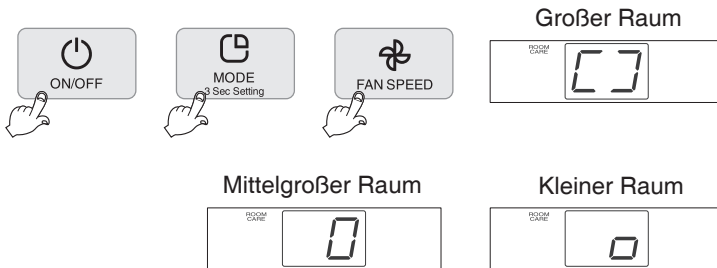 Großer Raum
ON/OFF
MODE
3 Sec Setting
FAN SPEED
ROOM
CARE
Mittelgroßer Raum
Kleiner Raum
ROOM
CARE
0
ROOM
CARE
o